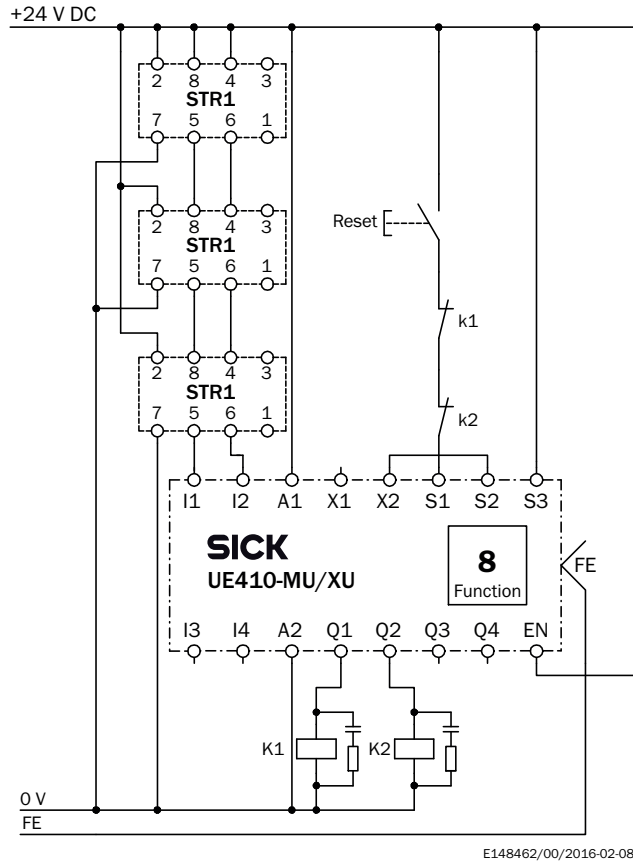 +24 V DC
2 8 4 3
STR1
7 5 6 1
2 8 4 3
STR1
7 5 6 1
Reset
k1
2 8 4 3
STR1
7 5 6 1
k2
I1 I2 A1 X1 X2 S1 S2 S3
SICK
UE410-MU/XU
8
Function
FE
I3 I4 A2 Q1 Q2 Q3 Q4 EN
K1 K2
0 V
FE
E148462/00/2016-02-08